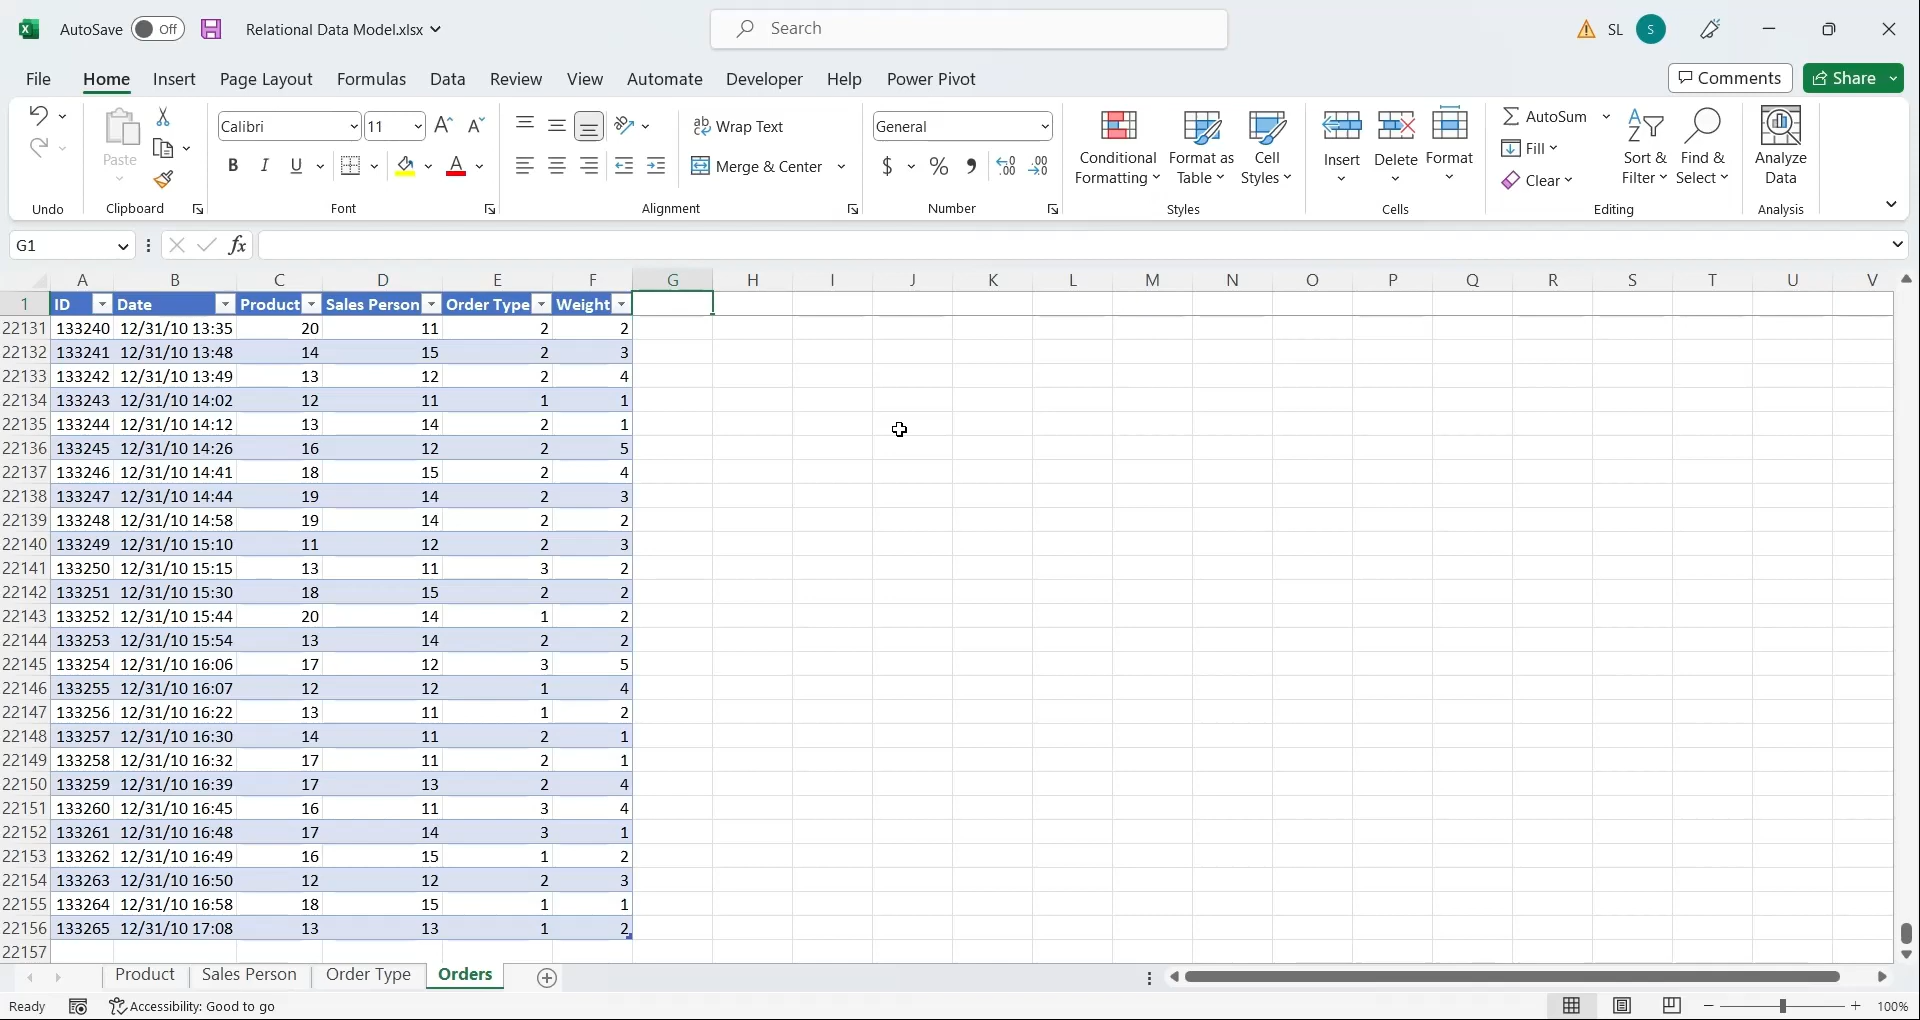 AutoSave Off Relational Data Model.xlsx Search SL S
File Home Insert Page Layout Formulas Data Review View Automate Developer Help Power Pivot Comments Share
Paste Calibri 11 ab Wrap Text General Conditional Formatting Format as Table Cell Styles Insert Delete Format AutoSum Sort & Filter Find & Select Analyze Data
B I U A Merge & Center $ % , Fill Clear
Undo Clipboard Font Alignment Number Styles Cells Editing Analysis
G1 fx
A B C D E F G H I J K L M N O P Q R S T U V
1 ID Date Product Sales Person Order Type Weight
22131 133240 12/31/10 13:35 20 11 2 2
22132 133241 12/31/10 13:48 14 15 2 3
22133 133242 12/31/10 13:49 13 12 2 4
22134 133243 12/31/10 14:02 12 11 1 1
22135 133244 12/31/10 14:12 13 14 2 1
22136 133245 12/31/10 14:26 16 12 2 5
22137 133246 12/31/10 14:41 18 15 2 4
22138 133247 12/31/10 14:44 19 14 2 3
22139 133248 12/31/10 14:58 19 14 2 2
22140 133249 12/31/10 15:10 11 12 2 3
22141 133250 12/31/10 15:15 13 11 3 2
22142 133251 12/31/10 15:30 18 15 2 2
22143 133252 12/31/10 15:44 20 14 1 2
22144 133253 12/31/10 15:54 13 14 2 2
22145 133254 12/31/10 16:06 17 12 3 5
22146 133255 12/31/10 16:07 12 12 1 4
22147 133256 12/31/10 16:22 13 11 1 2
22148 133257 12/31/10 16:30 14 11 2 1
22149 133258 12/31/10 16:32 17 11 2 1
22150 133259 12/31/10 16:39 17 13 2 4
22151 133260 12/31/10 16:45 16 11 3 4
22152 133261 12/31/10 16:48 17 14 3 1
22153 133262 12/31/10 16:49 16 15 1 2
22154 133263 12/31/10 16:50 12 12 2 3
22155 133264 12/31/10 16:58 18 15 1 1
22156 133265 12/31/10 17:08 13 13 1 2
22157
Product Sales Person Order Type Orders
Ready Accessibility: Good to go 100%